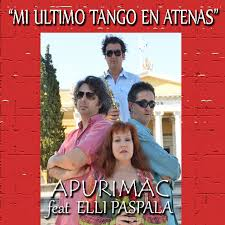 “MI ULTIMO TANGO EN ATENAS”
APURIMAC
feat ELLI PASPALA